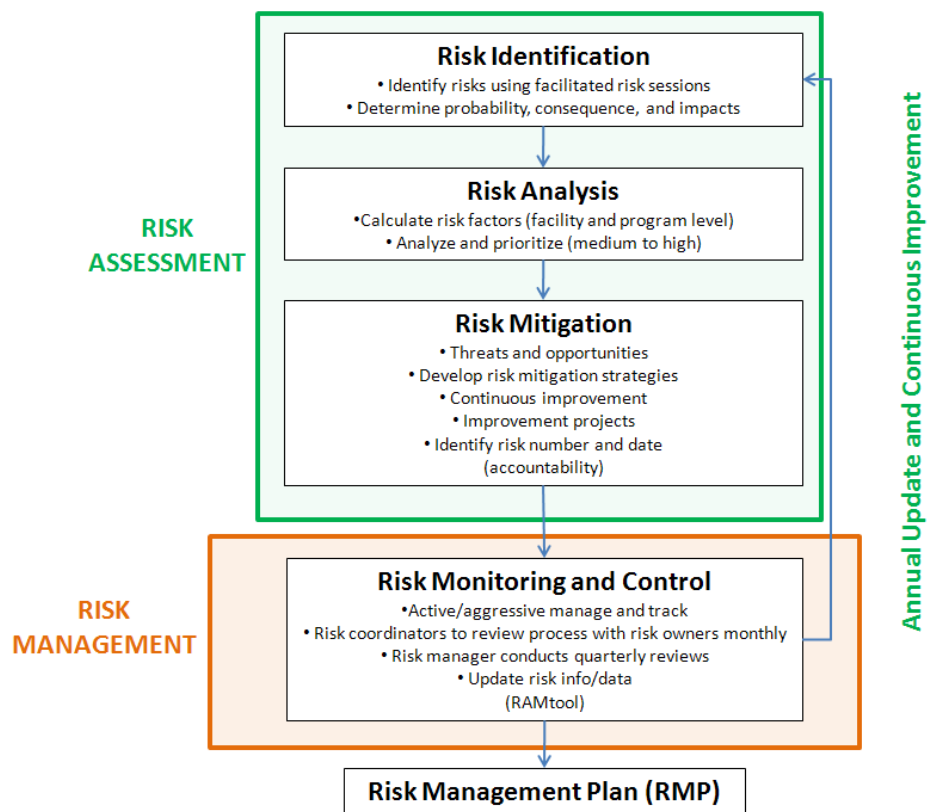 Risk Identification
• Identify risks using facilitated risk sessions
• Determine probability, consequence, and impacts
Risk Analysis
•Calculate risk factors (facility and program level)
• Analyze and prioritize (medium to high)
RISK
ASSESSMENT
Risk Mitigation
• Threats and opportunities
• Develop risk mitigation strategies
• Continuous improvement
• Improvement projects
• Identify risk number and date
(accountability)
Annual Update and Continuous Improvement
RISK
MANAGEMENT
Risk Monitoring and Control
•Active/aggressive manage and track
• Risk coordinators to review process with risk owners monthly
• Risk manager conducts quarterly reviews
• Update risk info/data
(RAMtool)
Risk Management Plan (RMP)